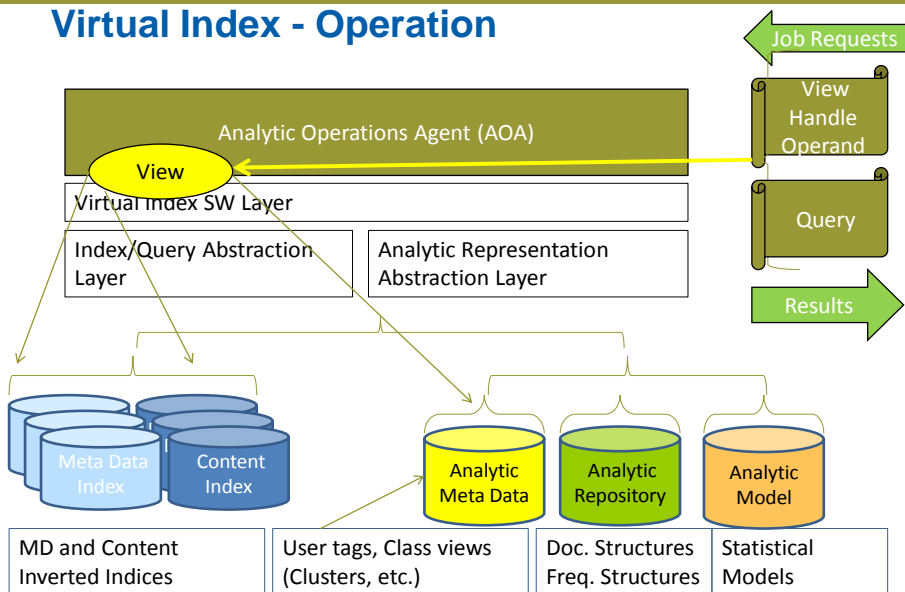 Virtual Index - Operation
Job Requests
View
Handle
Operand
Analytic Operations Agent (AOA)
View
Virtual Index SW Layer
Query
Index/Query Abstraction
Layer
Analytic Representation
Abstraction Layer
Results
Meta Data
Index
Content
Index
Analytic
Meta Data
Analytic
Repository
Analytic
Model
MD and Content
Inverted Indices
User tags, Class views
(Clusters, etc.)
Doc. Structures
Freq. Structures
Statistical
Models